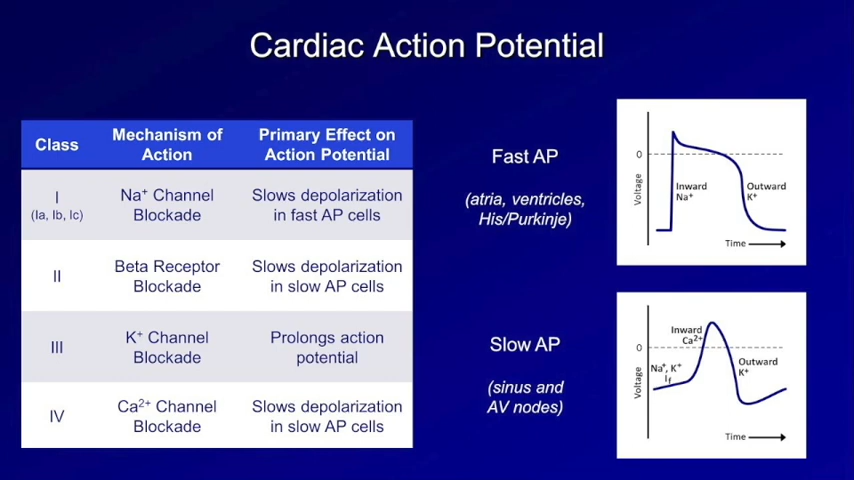 Cardiac Action Potential
Class
Mechanism of
Action
Primary Effect on
Action Potential
I
(Ia, Ib, Ic)
Na⁺ Channel
Blockade
Slows depolarization
in fast AP cells
II
Beta Receptor
Blockade
Slows depolarization
in slow AP cells
III
K⁺ Channel
Blockade
Prolongs action
potential
IV
Ca²⁺ Channel
Blockade
Slows depolarization
in slow AP cells
Fast AP
(atria, ventricles,
His/Purkinje)
Voltage
0
Inward
Na⁺
Outward
K⁺
Time
Slow AP
(sinus and
AV nodes)
Voltage
0
Inward
Ca²⁺
Na⁺, K⁺
If
Outward
K⁺
Time